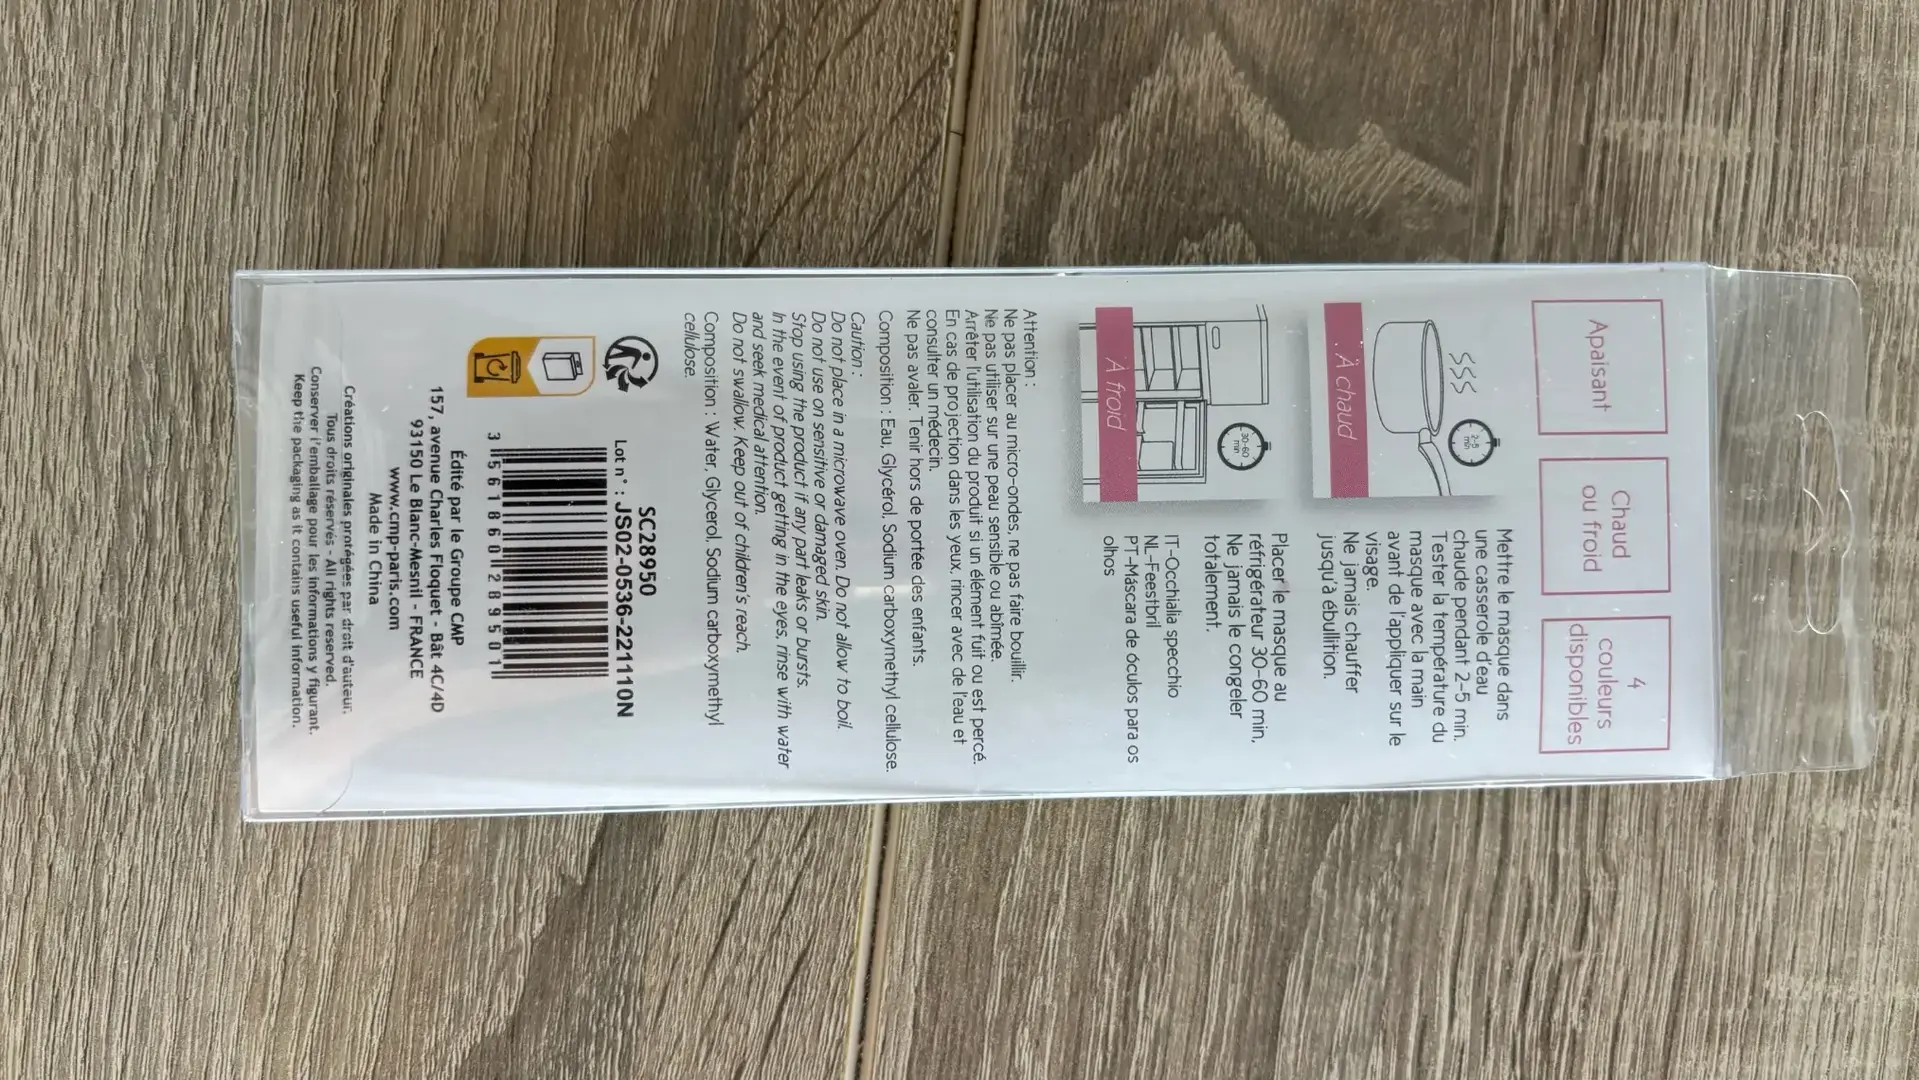 Apaisant
Chaud
ou froid
4
couleurs
disponibles
2-5
min
À chaud
Mettre le masque dans
une casserole d'eau
chaude pendant 2-5 min.
Tester la température du
masque avec la main
avant de l'appliquer sur le
visage.
Ne jamais chauffer
jusqu'à ébullition.
30-60
min
À froid
Placer le masque au
réfrigérateur 30-60 min,
Ne jamais le congeler
totalement.
IT-Occhialia specchio
NL-Feestbril
PT-Máscara de óculos para os
olhos
Attention :
Ne pas placer au micro-ondes, ne pas faire bouillir.
Ne pas utiliser sur une peau sensible ou abîmée.
Arrêter l'utilisation du produit si un élément fuit ou est percé.
En cas de projection dans les yeux, rincer avec de l'eau et
consulter un médecin.
Ne pas avaler. Tenir hors de portée des enfants.
Composition : Eau, Glycérol, Sodium carboxymethyl cellulose.
Caution :
Do not place in a microwave oven. Do not allow to boil.
Do not use on sensitive or damaged skin.
Stop using the product if any part leaks or bursts.
In the event of product getting in the eyes, rinse with water
and seek medical attention.
Do not swallow. Keep out of children's reach.
Composition : Water, Glycerol, Sodium carboxymethyl
cellulose.
SC28950
Lot n° : JS02-0536-221110N
3 561860 289501
Édité par le Groupe CMP
157, avenue Charles Floquet - Bât 4C/4D
93150 Le Blanc-Mesnil - FRANCE
www.cmp-paris.com
Made in China
Créations originales protégées par droit d'auteur.
Tous droits réservés - All rights reserved.
Conserver l'emballage pour les informations y figurant.
Keep the packaging as it contains useful information.